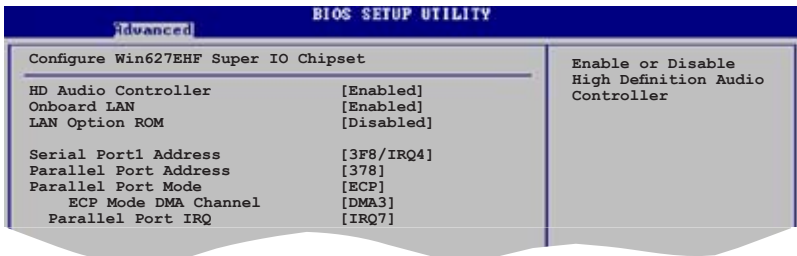 BIOS SETUP UTILITY
Advanced
Configure Win627EHF Super IO Chipset
HD Audio Controller [Enabled]
Onboard LAN [Enabled]
LAN Option ROM [Disabled]
Serial Port1 Address [3F8/IRQ4]
Parallel Port Address [378]
Parallel Port Mode [ECP]
ECP Mode DMA Channel [DMA3]
Parallel Port IRQ [IRQ7]
Enable or Disable
High Definition Audio
Controller